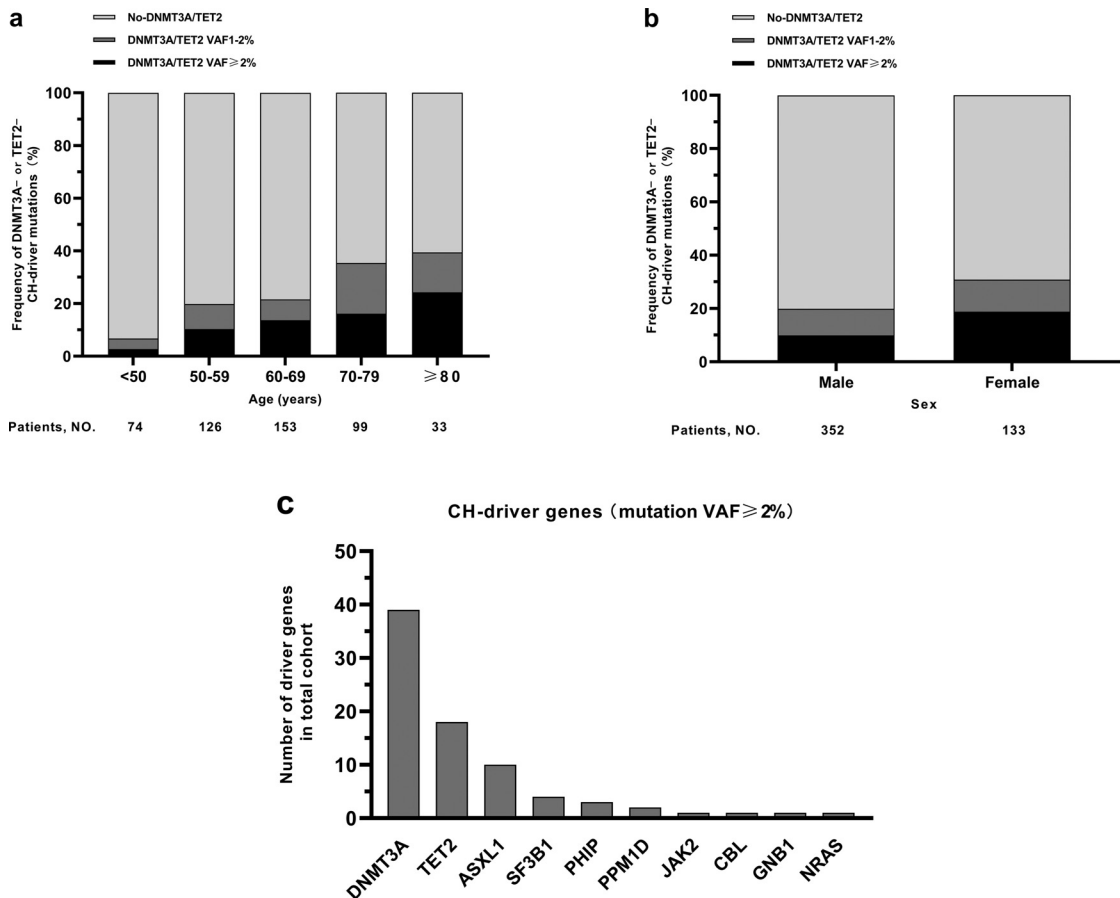 a
No-DNMT3A/TET2
DNMT3A/TET2 VAF1-2%
DNMT3A/TET2 VAF≥2%
Frequency of DNMT3A- or TET2-
CH-driver mutations (%)
100
80
60
40
20
0
<50 50-59 60-69 70-79 ≥80
Age (years)
Patients, NO. 74 126 153 99 33
b
No-DNMT3A/TET2
DNMT3A/TET2 VAF1-2%
DNMT3A/TET2 VAF≥2%
Frequency of DNMT3A- or TET2-
CH-driver mutations (%)
100
80
60
40
20
0
Male Female
Sex
Patients, NO. 352 133
c
CH-driver genes (mutation VAF≥2%)
Number of driver genes
in total cohort
50
40
30
20
10
0
DNMT3A TET2 ASXL1 SF3B1 PHIP PPM1D JAK2 CBL GNB1 NRAS